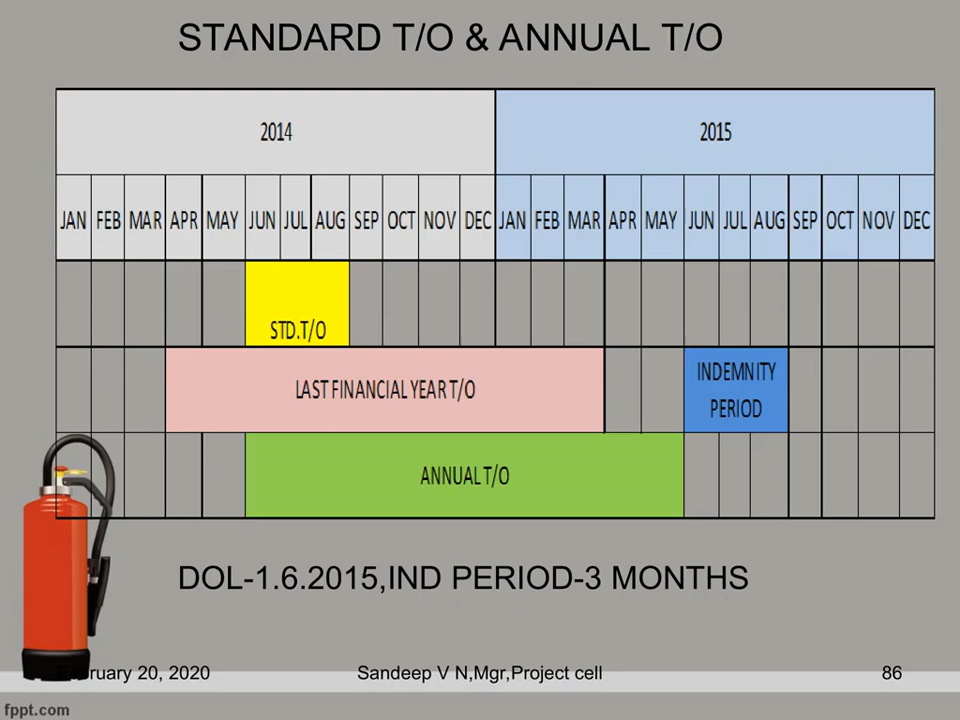 STANDARD T/O & ANNUAL T/O
2014 2015
JAN FEB MAR APR MAY JUN JUL AUG SEP OCT NOV DEC JAN FEB MAR APR MAY JUN JUL AUG SEP OCT NOV DEC
STD.T/O
LAST FINANCIAL YEAR T/O
INDEMNITY
PERIOD
ANNUAL T/O
DOL-1.6.2015,IND PERIOD-3 MONTHS
February 20, 2020 Sandeep V N,Mgr,Project cell 86
fppt.com